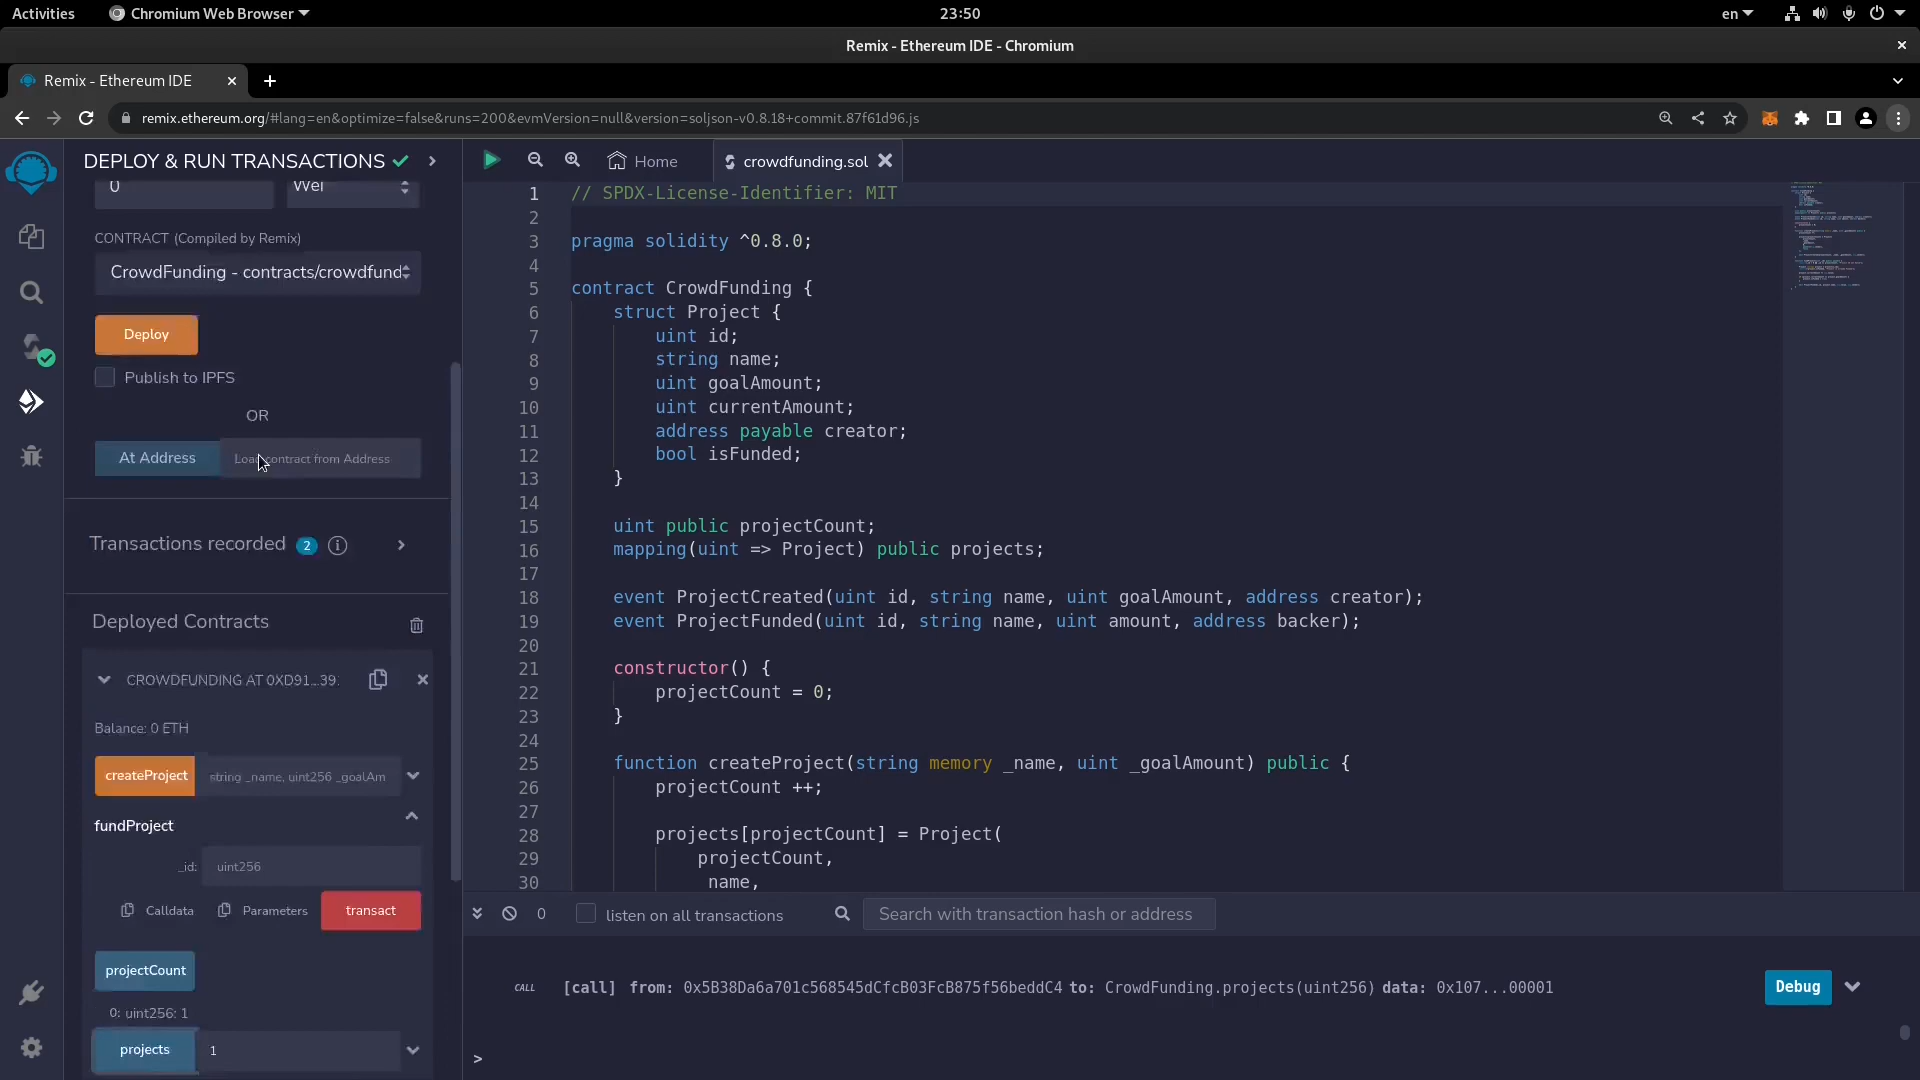 Activities
Chromium Web Browser
23:50
en
Remix - Ethereum IDE - Chromium
Remix - Ethereum IDE
remix.ethereum.org/#lang=en&optimize=false&runs=200&evmVersion=null&version=soljson-v0.8.18+commit.87f61d96.js
DEPLOY & RUN TRANSACTIONS
0
Wei
CONTRACT (Compiled by Remix)
CrowdFunding - contracts/crowdfund
Deploy
Publish to IPFS
OR
At Address
Load contract from Address
Transactions recorded 2 i
Deployed Contracts
CROWDFUNDING AT 0XD91...39
Balance: 0 ETH
createProject
string _name, uint256 _goalAm
fundProject
_id:
uint256
Calldata
Parameters
transact
projectCount
0: uint256: 1
projects
1
Home
crowdfunding.sol
1 // SPDX-License-Identifier: MIT
2
3 pragma solidity ^0.8.0;
4
5 contract CrowdFunding {
6 struct Project {
7 uint id;
8 string name;
9 uint goalAmount;
10 uint currentAmount;
11 address payable creator;
12 bool isFunded;
13 }
14
15 uint public projectCount;
16 mapping(uint => Project) public projects;
17
18 event ProjectCreated(uint id, string name, uint goalAmount, address creator);
19 event ProjectFunded(uint id, string name, uint amount, address backer);
20
21 constructor() {
22 projectCount = 0;
23 }
24
25 function createProject(string memory _name, uint _goalAmount) public {
26 projectCount ++;
27
28 projects[projectCount] = Project(
29 projectCount,
30 name,
0
listen on all transactions
Search with transaction hash or address
CALL
[call] from: 0x5B38Da6a701c568545dCfcB03FcB875f56beddC4 to: CrowdFunding.projects(uint256) data: 0x107...00001
Debug
>